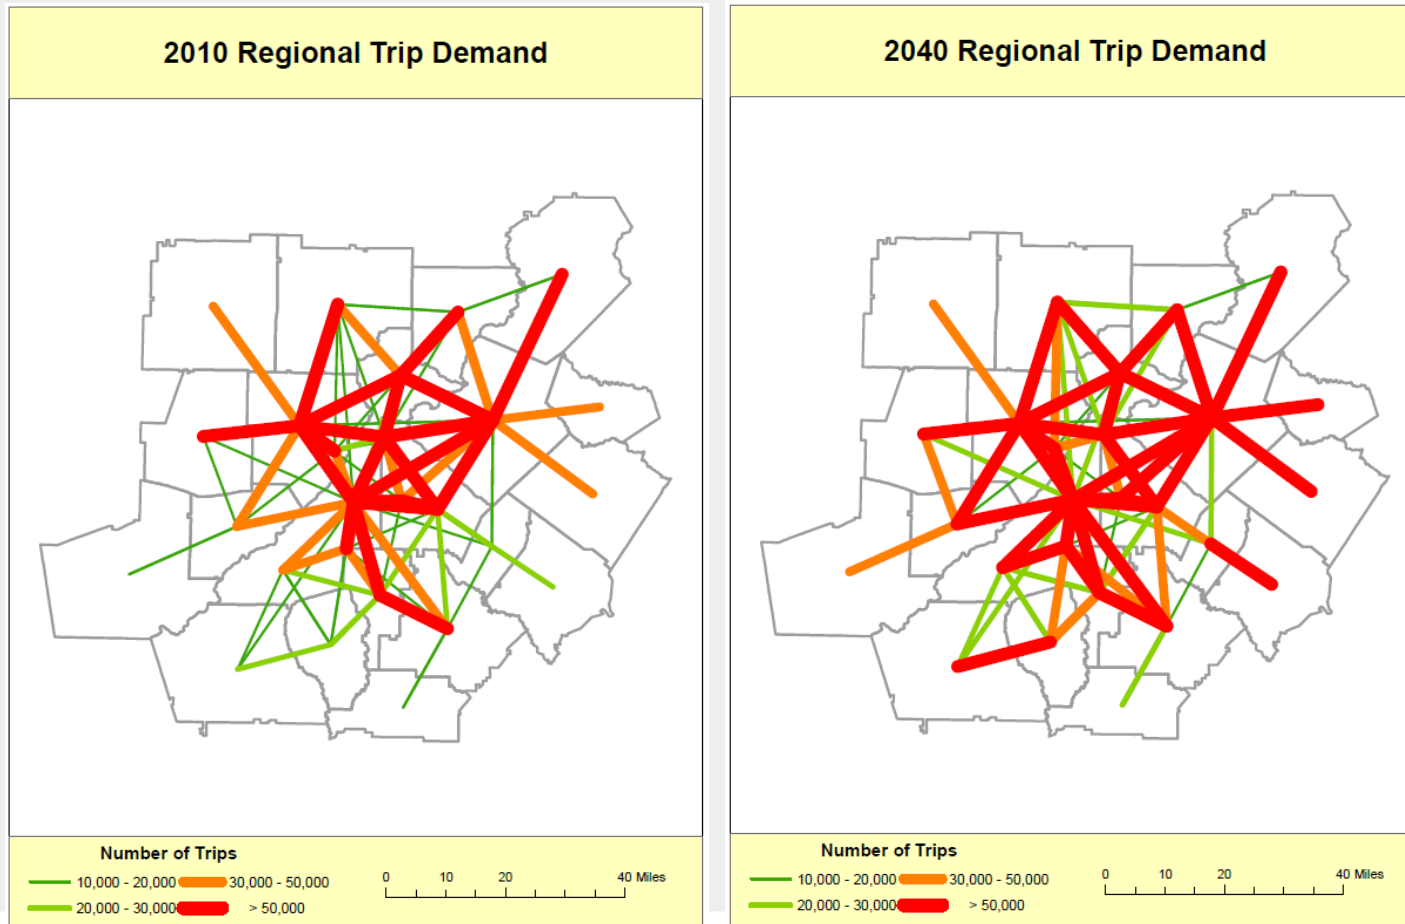 2010 Regional Trip Demand
Number of Trips
10,000 - 20,000 30,000 - 50,000
20,000 - 30,000 > 50,000
0 10 20 40 Miles
2040 Regional Trip Demand
Number of Trips
10,000 - 20,000 30,000 - 50,000
20,000 - 30,000 > 50,000
0 10 20 40 Miles